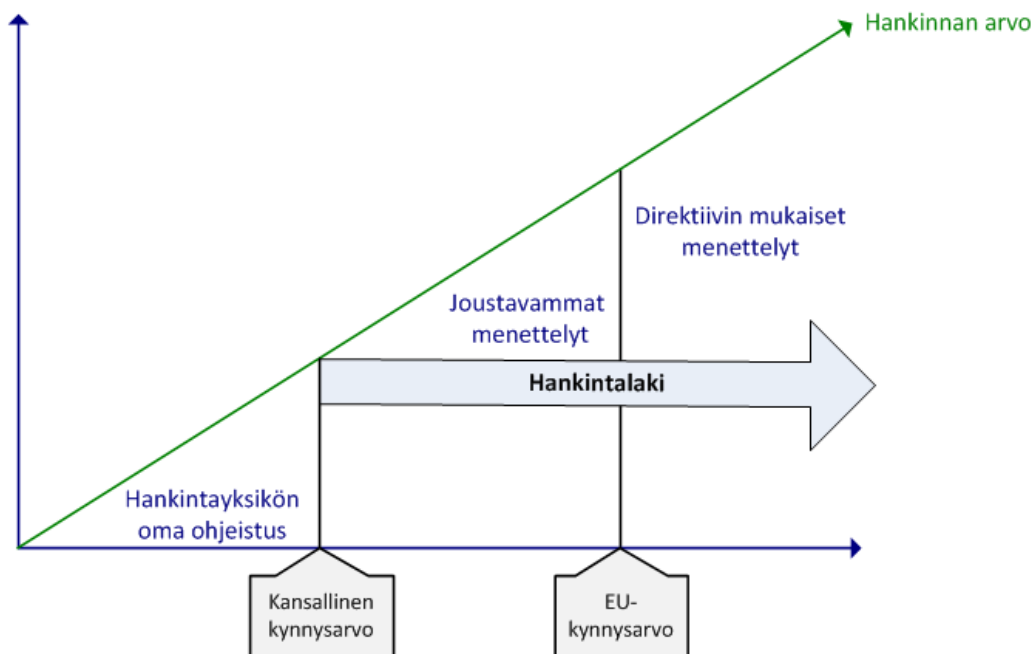 Hankinnan arvo
Direktiivin mukaiset
menettelyt
Joustavammat
menettelyt
Hankintalaki
Hankintayksikön
oma ohjeistus
Kansallinen
kynnysarvo
EU-
kynnysarvo